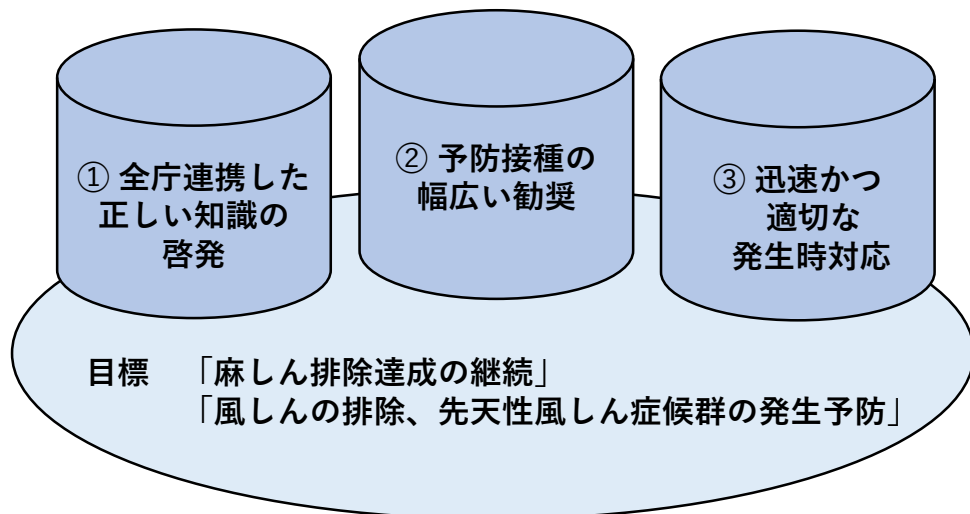 ① 全庁連携した
正しい知識の
啓発
② 予防接種の
幅広い勧奨
③ 迅速かつ
適切な
発生時対応
目標　「麻しん排除達成の継続」
「風しんの排除、先天性風しん症候群の発生予防」